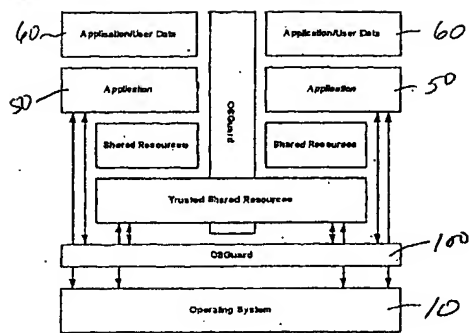 60 Application/User Data
Application/User Data 60
50 Application
Application 50
OSGuard
Shared Resources
Shared Resources
Trusted Shared Resources
OSGuard 100
Operating System 10